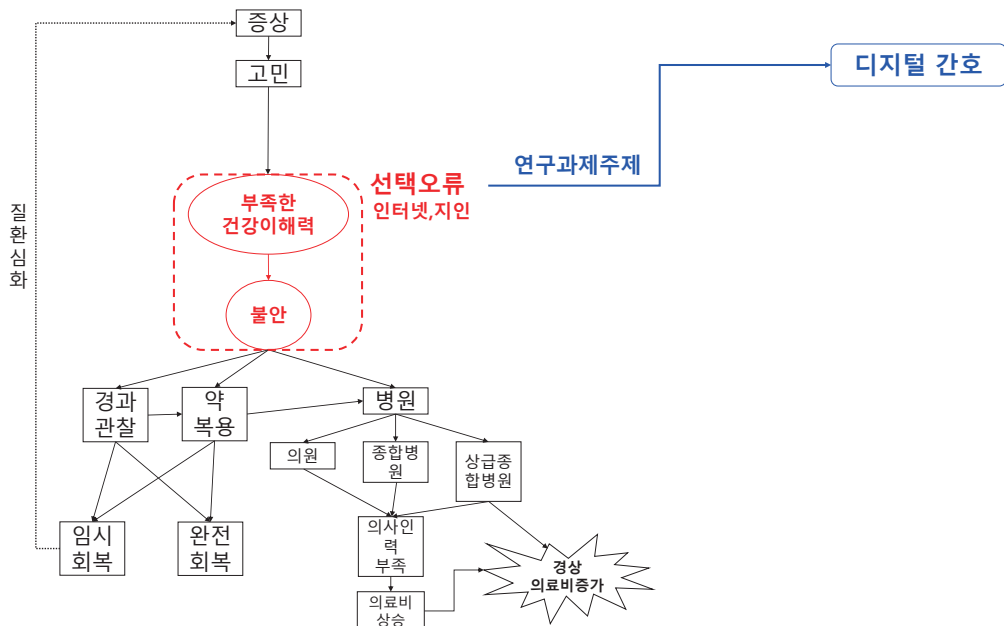 증상
고민
디지털 간호
연구과제주제
선택오류
인터넷,지인
부족한
건강이해력
불안
질환심화
경과
관찰
약
복용
병원
의원
종합병
원
상급종
합병원
임시
회복
완전
회복
의사인
력
부족
경상
의료비증가
의료비
상승